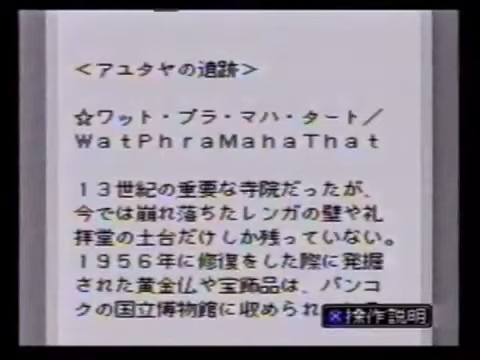 ＜アユタヤの遺跡＞
☆ワット・プラ・マハ・タート／
ＷａｔＰｈｒａＭａｈａＴｈａｔ
１３世紀の重要な寺院だったが、
今では崩れ落ちたレンガの壁や礼
拝堂の土台だけしか残っていない。
１９５６年に修復をした際に発掘
された黄金仏や宝飾品は、バンコ
クの国立博物館に収められ
×操作説明